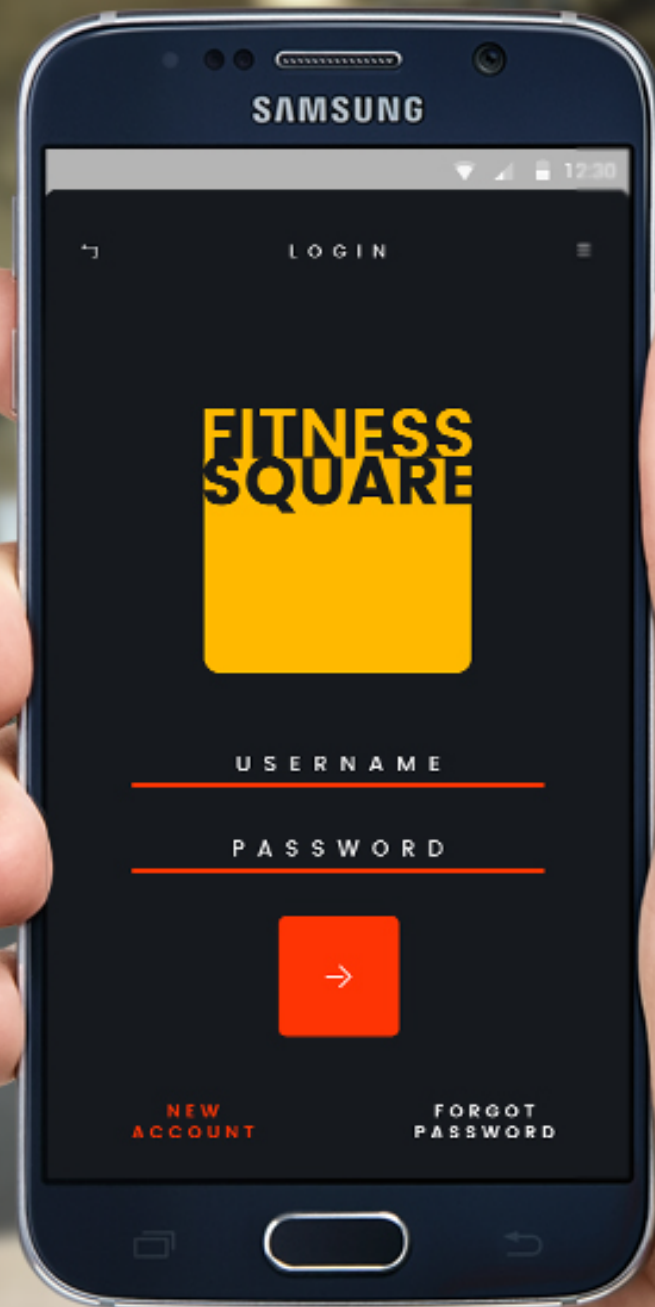 SAMSUNG
12:30
LOGIN
FITNESS
SQUARE
USERNAME
PASSWORD
NEW
ACCOUNT
FORGOT
PASSWORD